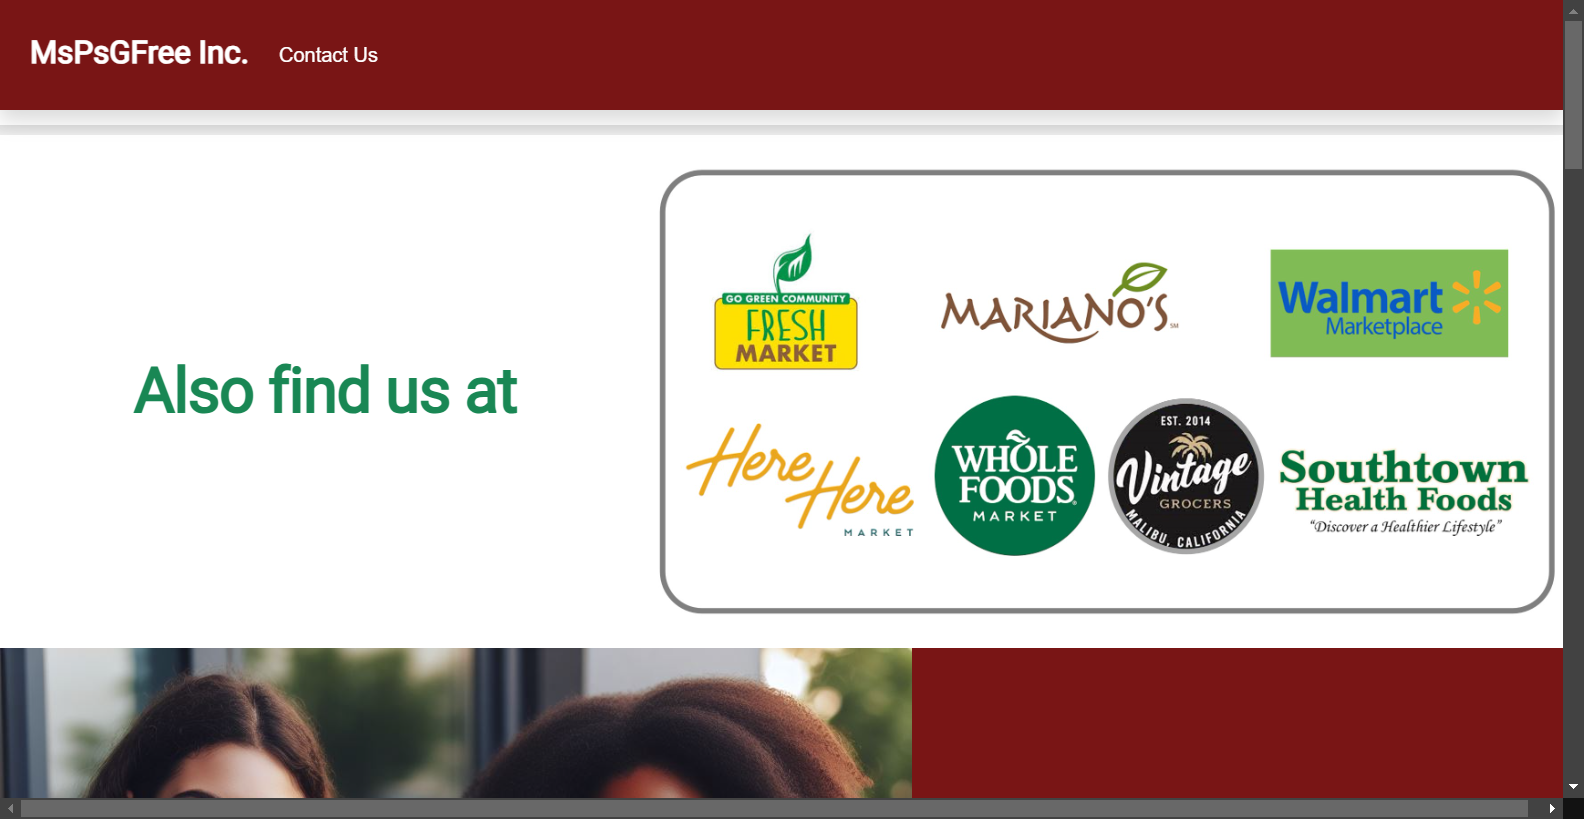 MsPsGFree Inc.
Contact Us
Also find us at
GO GREEN COMMUNITY
FRESH
MARKET
MARIANO'S
SM
Walmart
Marketplace
Here
Here
MARKET
WHOLE
FOODS
MARKET
EST. 2014
Vintage
GROCERS
MALIBU, CALIFORNIA
Southtown
Health Foods
“Discover a Healthier Lifestyle”